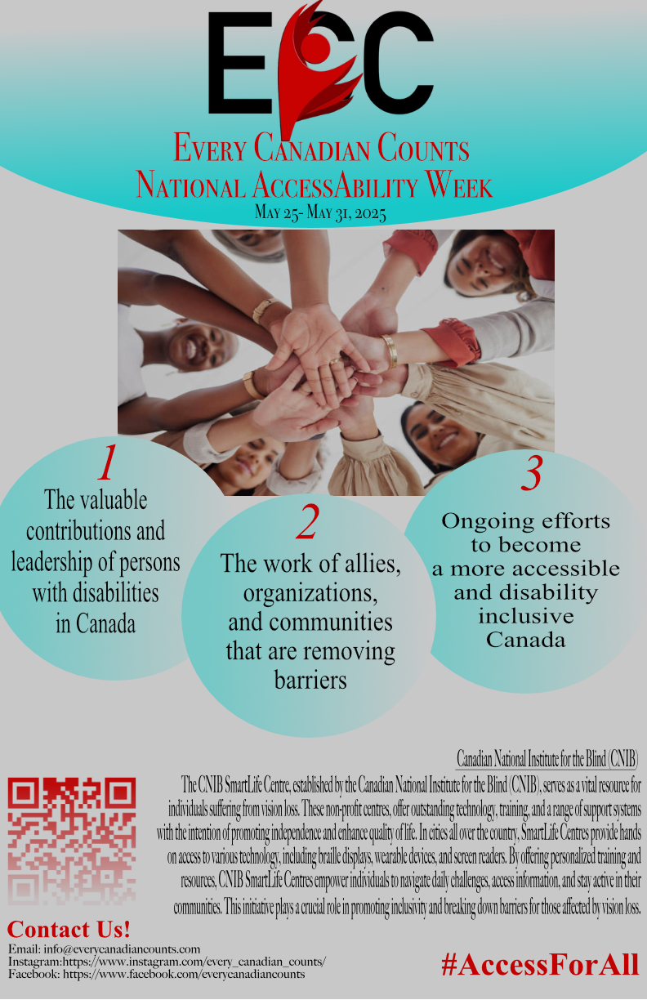 ECC
Every Canadian Counts
National AccessAbility Week
May 25- May 31, 2025
1
The valuable
contributions and
leadership of persons
with disabilities
in Canada
2
The work of allies,
organizations,
and communities
that are removing
barriers
3
Ongoing efforts
to become
a more accessible
and disability
inclusive
Canada
Canadian National Institute for the Blind (CNIB)
The CNIB SmartLife Centre, established by the Canadian National Institute for the Blind (CNIB), serves as a vital resource for
individuals suffering from vision loss. These non-profit centres, offer outstanding technology, training, and a range of support systems
with the intention of promoting independence and enhance quality of life. In cities all over the country, SmartLife Centres provide hands
on access to various technology, including braille displays, wearable devices, and screen readers. By offering personalized training and
resources, CNIB SmartLife Centres empower individuals to navigate daily challenges, access information, and stay active in their
communities. This initiative plays a crucial role in promoting inclusivity and breaking down barriers for those affected by vision loss.
Contact Us!
Email: info@everycanadiancounts.com
Instagram:https://www.instagram.com/every_canadian_counts/
Facebook: https://www.facebook.com/everycanadiancounts
#AccessForAll